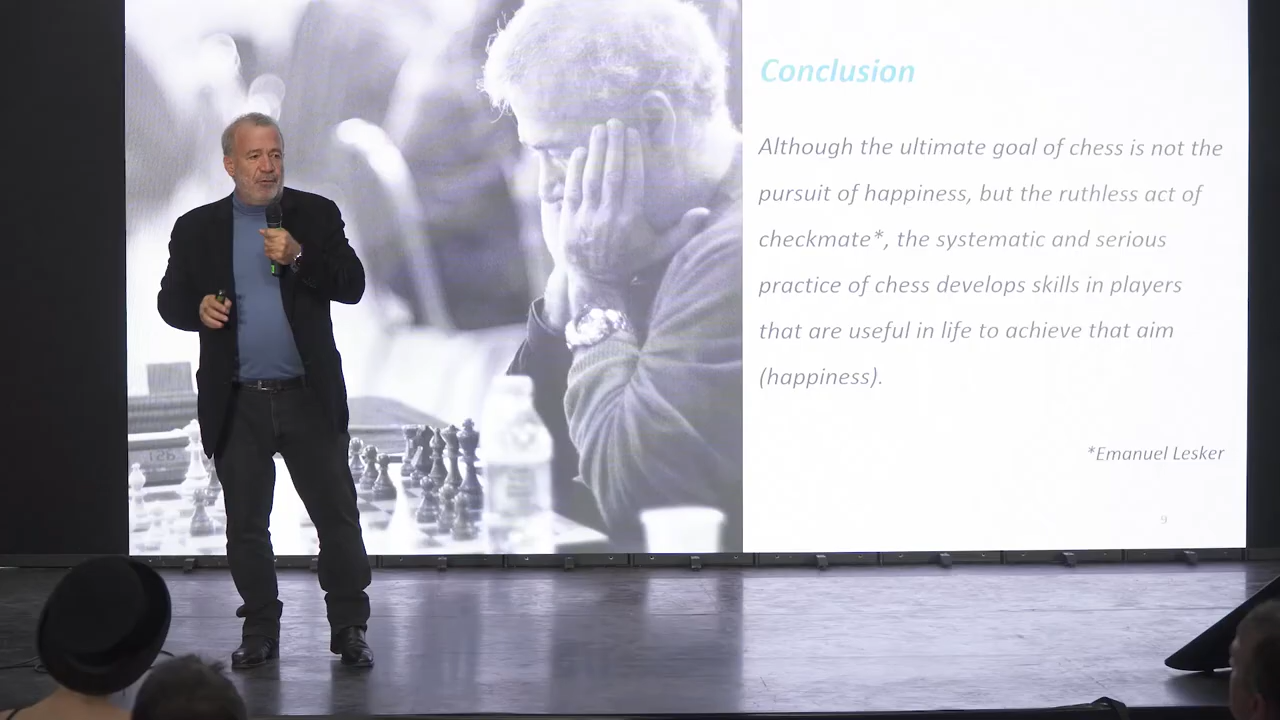 Conclusion
Although the ultimate goal of chess is not the
pursuit of happiness, but the ruthless act of
checkmate*, the systematic and serious
practice of chess develops skills in players
that are useful in life to achieve that aim
(happiness).
*Emanuel Lesker
9